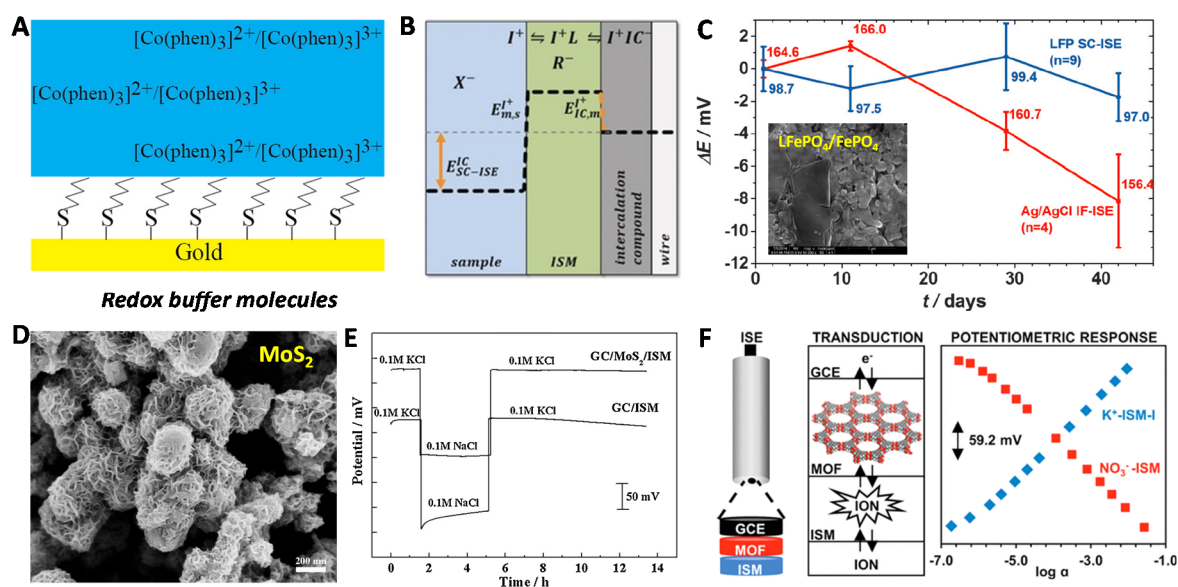 A
[Co(phen)3]2+/[Co(phen)3]3+
[Co(phen)3]2+/[Co(phen)3]3+
[Co(phen)3]2+/[Co(phen)3]3+
S S S S S S S
Gold
Redox buffer molecules
B
I+ ⇋ I+L ⇋ I+IC−
R−
X−
E I+ m,s
E I+ IC,m
E IC SC−ISE
sample
ISM
intercalation compound
wire
C
ΔE / mV
2
0
-2
-4
-6
-8
-10
-12
164.6
166.0
LFP SC-ISE
(n=9)
98.7
97.5
99.4
160.7
97.0
156.4
LFePO4/FePO4
Ag/AgCl IF-ISE
(n=4)
0 10 20 30 40
t / days
D
MoS2
200 nm
E
Potential / mV
0.1M KCl
0.1M KCl
GC/MoS2/ISM
0.1M KCl
0.1M KCl
GC/ISM
0.1M NaCl
0.1M NaCl
50 mV
0 2 4 6 8 10 12 14
Time / h
F
ISE
GCE
MOF
ISM
TRANSDUCTION
e-
GCE
MOF
ION
ISM
ION
POTENTIOMETRIC RESPONSE
K+-ISM-I
59.2 mV
NO3--ISM
-7.0 -5.0 -3.0 -1.0
log α